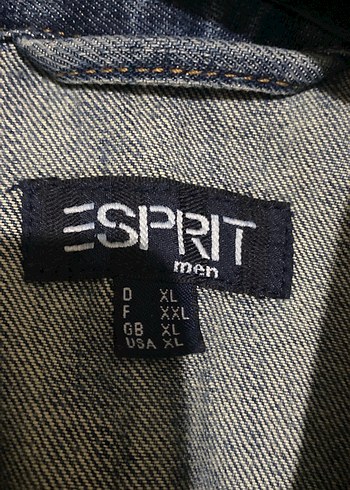 ESPRIT
men
D XL
F XXL
GB XL
USA XL